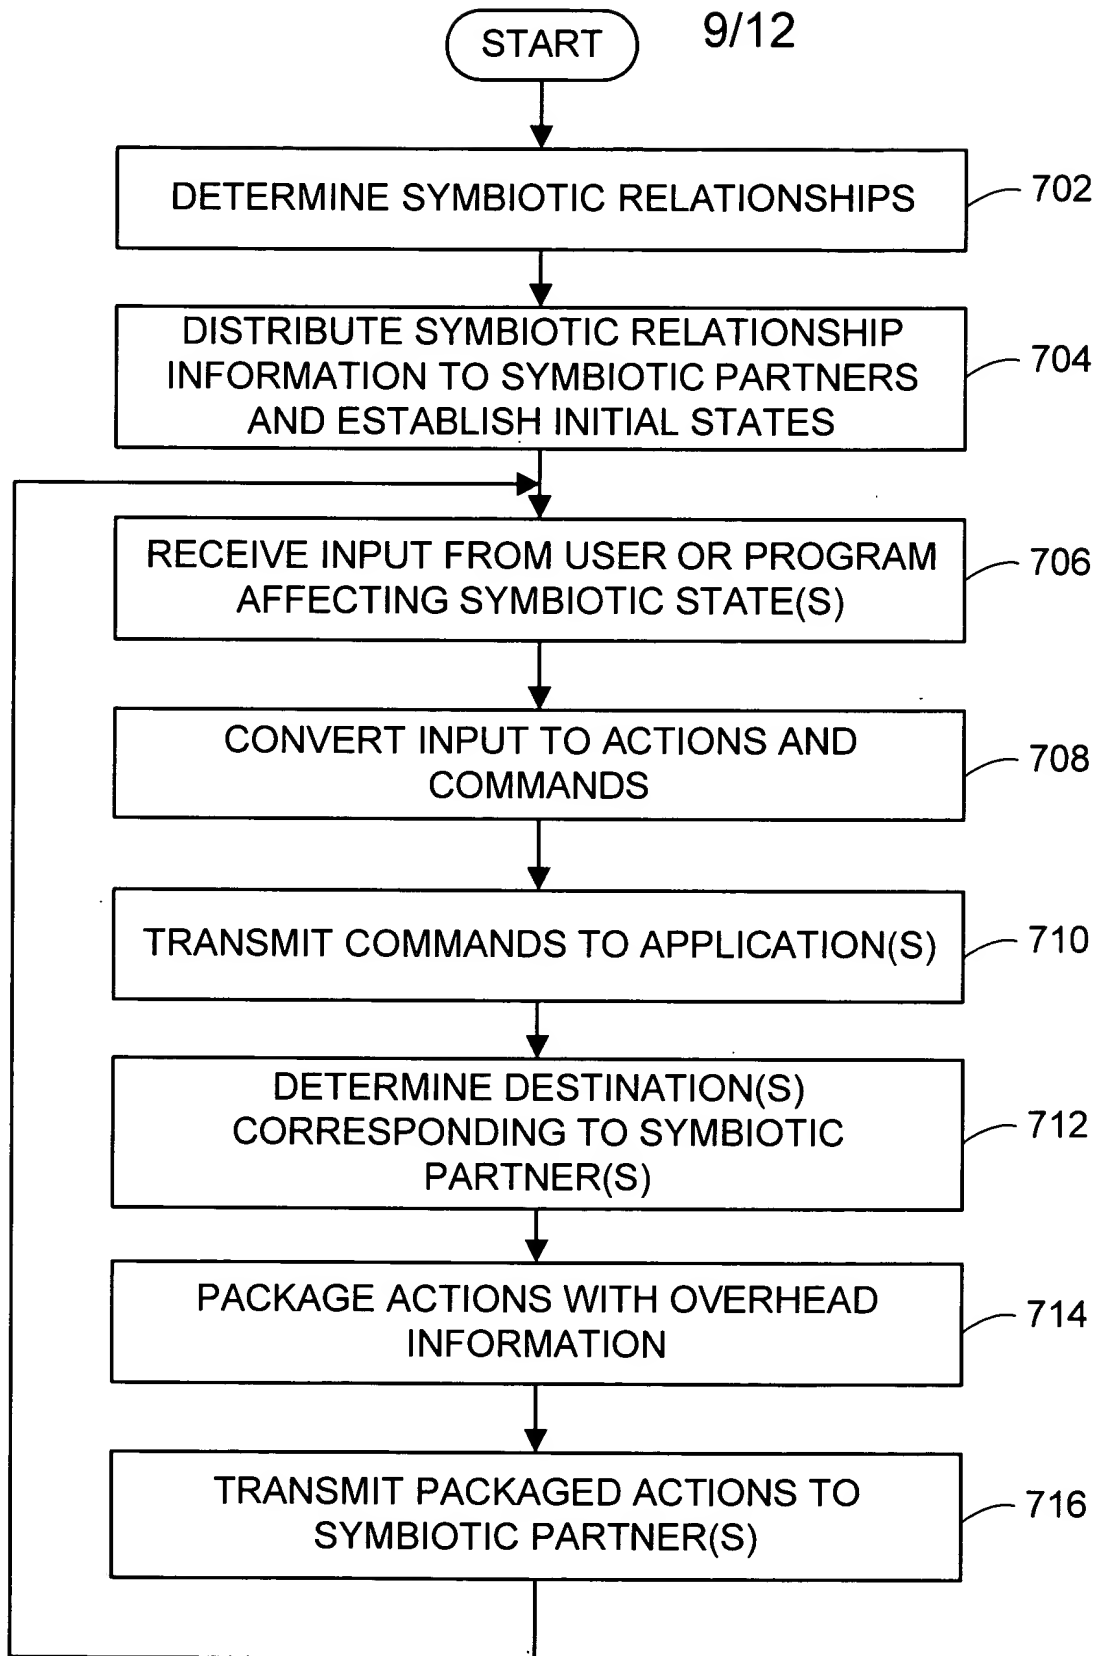 START
9/12
DETERMINE SYMBIOTIC RELATIONSHIPS
702
DISTRIBUTE SYMBIOTIC RELATIONSHIP
INFORMATION TO SYMBIOTIC PARTNERS
AND ESTABLISH INITIAL STATES
704
RECEIVE INPUT FROM USER OR PROGRAM
AFFECTING SYMBIOTIC STATE(S)
706
CONVERT INPUT TO ACTIONS AND
COMMANDS
708
TRANSMIT COMMANDS TO APPLICATION(S)
710
DETERMINE DESTINATION(S)
CORRESPONDING TO SYMBIOTIC
PARTNER(S)
712
PACKAGE ACTIONS WITH OVERHEAD
INFORMATION
714
TRANSMIT PACKAGED ACTIONS TO
SYMBIOTIC PARTNER(S)
716